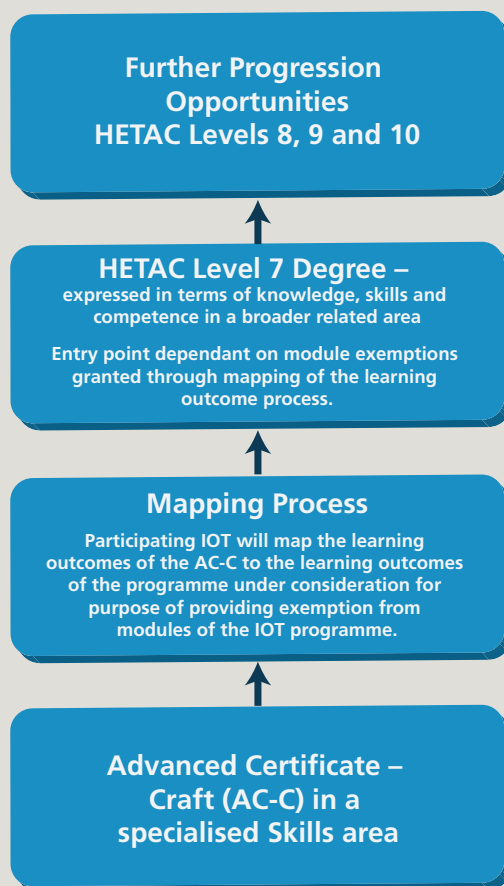 Further Progression
Opportunities
HETAC Levels 8, 9 and 10
HETAC Level 7 Degree –
expressed in terms of knowledge, skills and
competence in a broader related area
Entry point dependant on module exemptions
granted through mapping of the learning
outcome process.
Mapping Process
Participating IOT will map the learning
outcomes of the AC-C to the learning outcomes
of the programme under consideration for
purpose of providing exemption from
modules of the IOT programme.
Advanced Certificate –
Craft (AC-C) in a
specialised Skills area